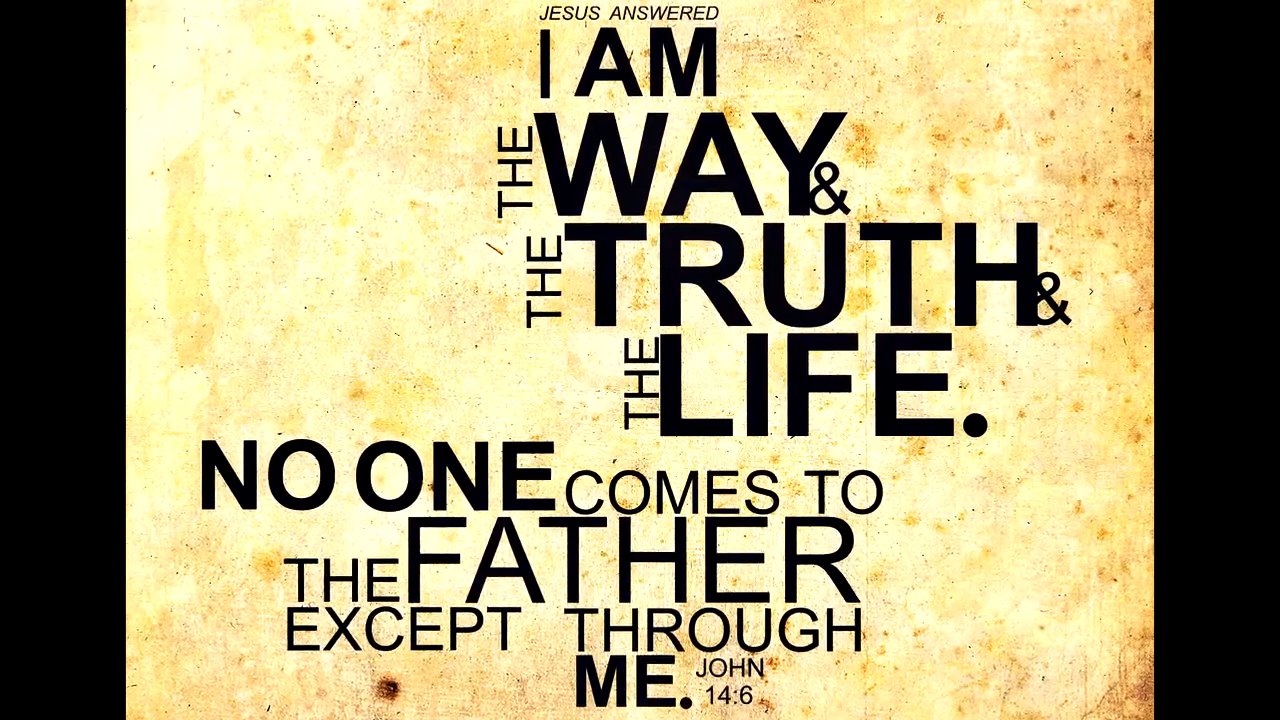 JESUS ANSWERED
I AM
THE WAY &
THE TRUTH &
THE LIFE.
NO ONE COMES TO
THE FATHER
EXCEPT THROUGH
ME. JOHN
14:6